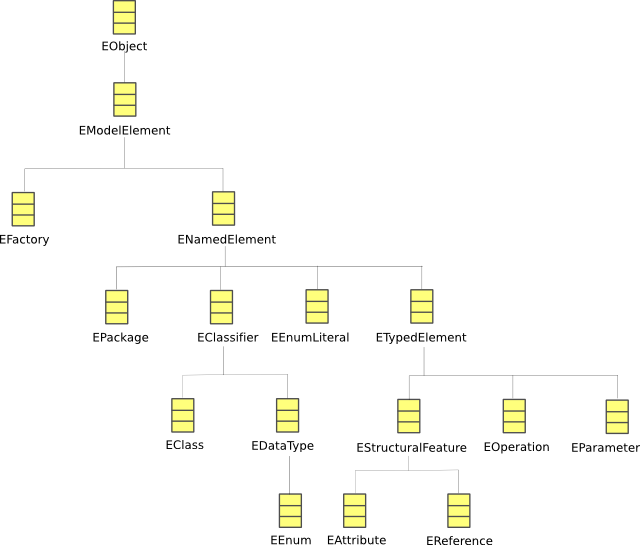 EObject
EModelElement
EFactory
ENamedElement
EPackage
EClassifier
EEnumLiteral
ETypedElement
EClass
EDataType
EStructuralFeature
EOperation
EParameter
EEnum
EAttribute
EReference